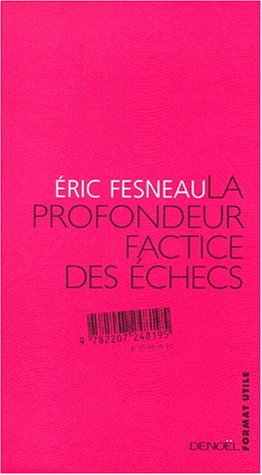 ÉRIC FESNEAU LA
PROFONDEUR
FACTICE
DES ÉCHECS
9 782207 248195
ROMAN
DENOËL
FORMAT UTILE